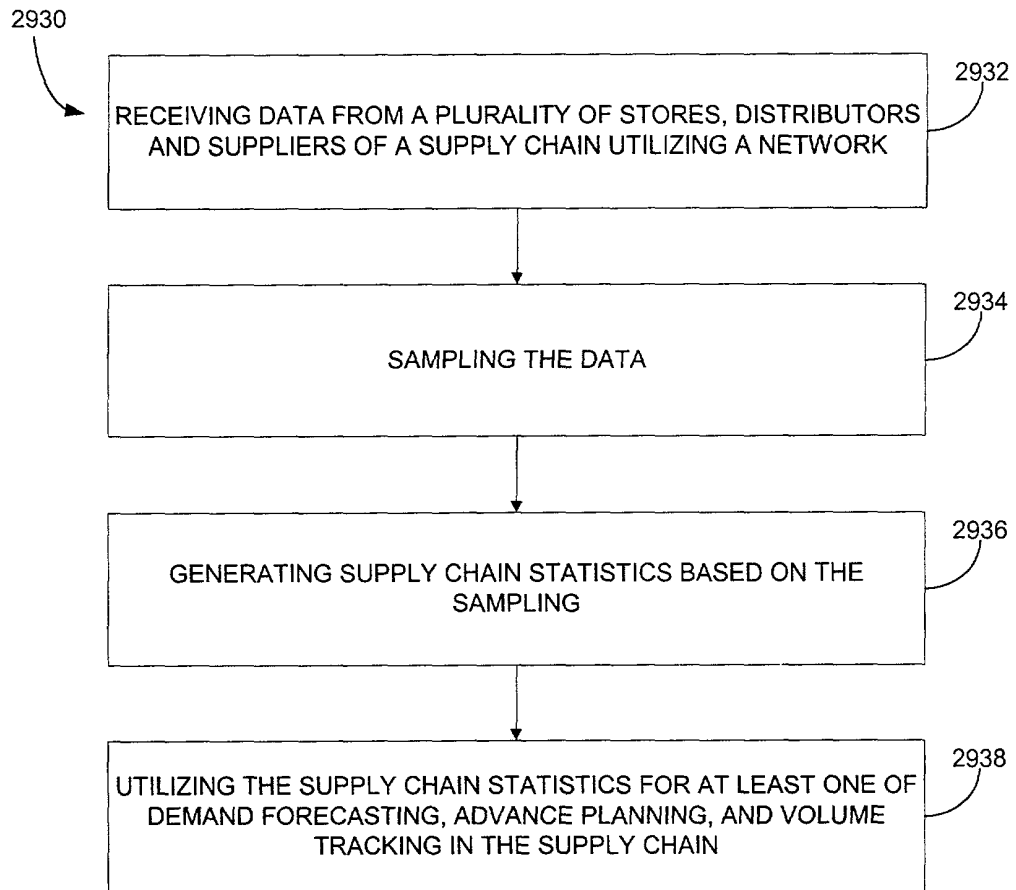 2930
2932
RECEIVING DATA FROM A PLURALITY OF STORES, DISTRIBUTORS
AND SUPPLIERS OF A SUPPLY CHAIN UTILIZING A NETWORK
2934
SAMPLING THE DATA
2936
GENERATING SUPPLY CHAIN STATISTICS BASED ON THE
SAMPLING
2938
UTILIZING THE SUPPLY CHAIN STATISTICS FOR AT LEAST ONE OF
DEMAND FORECASTING, ADVANCE PLANNING, AND VOLUME
TRACKING IN THE SUPPLY CHAIN